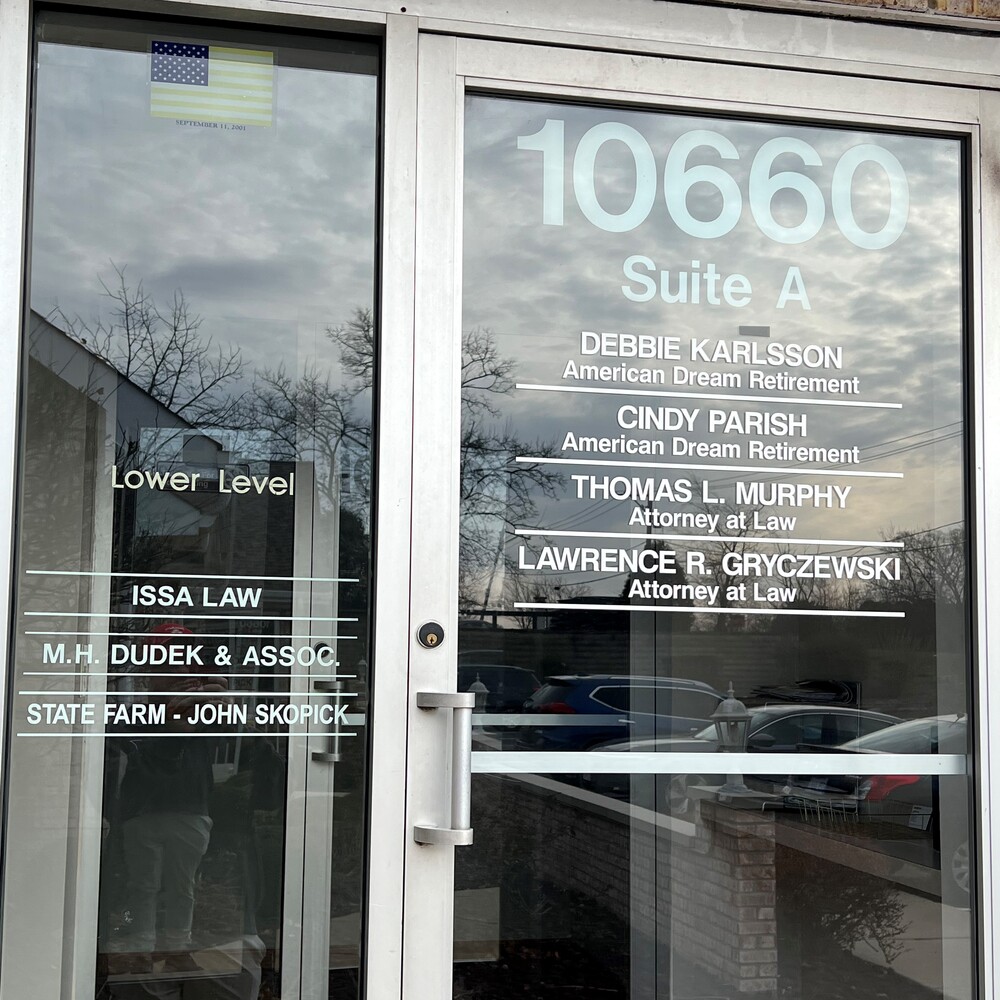 SEPTEMBER 11, 2001
Lower Level
ISSA LAW
M.H. DUDEK & ASSOC.
STATE FARM - JOHN SKOPICK
10660
Suite A
DEBBIE KARLSSON
American Dream Retirement
CINDY PARISH
American Dream Retirement
THOMAS L. MURPHY
Attorney at Law
LAWRENCE R. GRYCZEWSKI
Attorney at Law